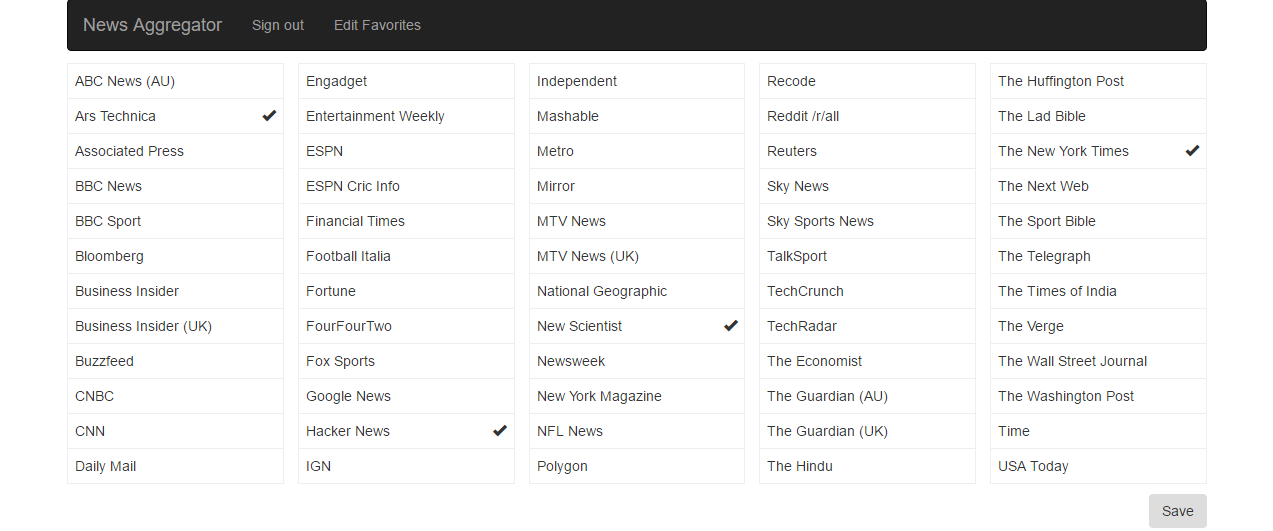 News Aggregator Sign out Edit Favorites
ABC News (AU)
Ars Technica
Associated Press
BBC News
BBC Sport
Bloomberg
Business Insider
Business Insider (UK)
Buzzfeed
CNBC
CNN
Daily Mail
Engadget
Entertainment Weekly
ESPN
ESPN Cric Info
Financial Times
Football Italia
Fortune
FourFourTwo
Fox Sports
Google News
Hacker News
IGN
Independent
Mashable
Metro
Mirror
MTV News
MTV News (UK)
National Geographic
New Scientist
Newsweek
New York Magazine
NFL News
Polygon
Recode
Reddit /r/all
Reuters
Sky News
Sky Sports News
TalkSport
TechCrunch
TechRadar
The Economist
The Guardian (AU)
The Guardian (UK)
The Hindu
The Huffington Post
The Lad Bible
The New York Times
The Next Web
The Sport Bible
The Telegraph
The Times of India
The Verge
The Wall Street Journal
The Washington Post
Time
USA Today
Save